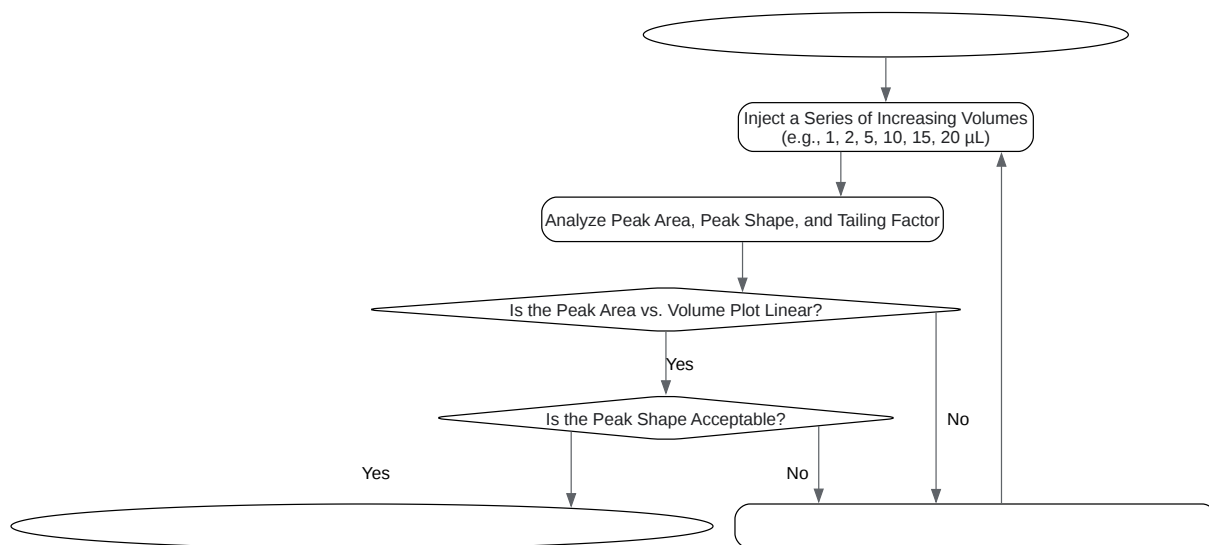 Inject a Series of Increasing Volumes
(e.g., 1, 2, 5, 10, 15, 20 µL)
Analyze Peak Area, Peak Shape, and Tailing Factor
Is the Peak Area vs. Volume Plot Linear?
Yes
Is the Peak Shape Acceptable?
No
Yes
No